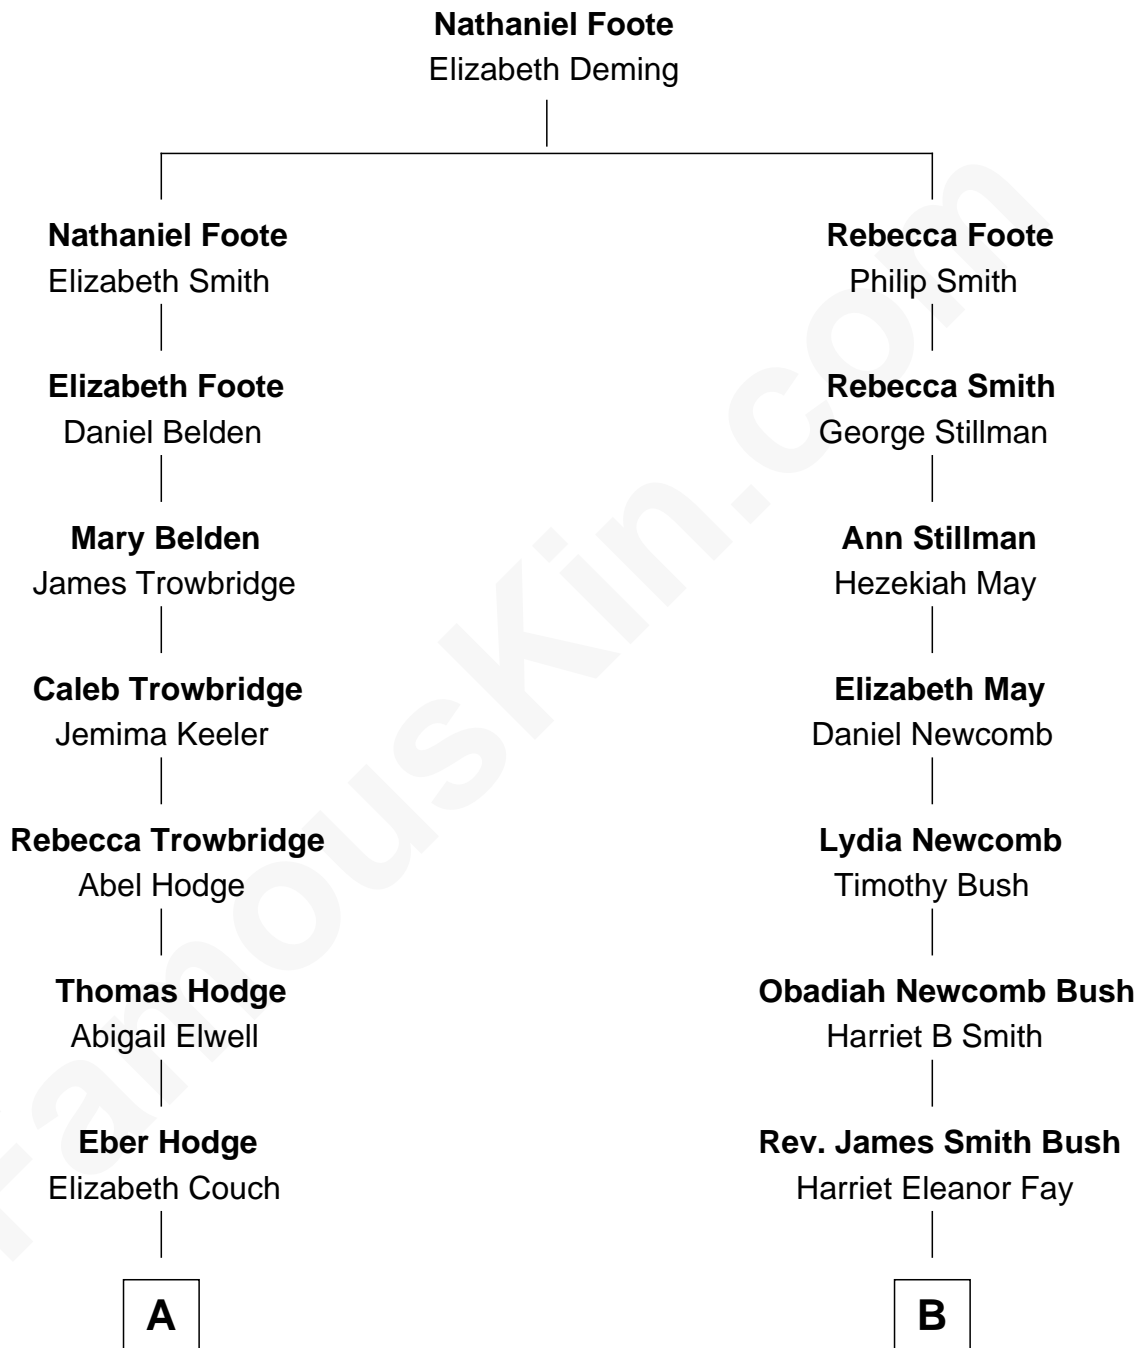 Nathaniel Foote
Elizabeth Deming
Nathaniel Foote
Elizabeth Smith
Rebecca Foote
Philip Smith
Elizabeth Foote
Daniel Belden
Rebecca Smith
George Stillman
Mary Belden
James Trowbridge
Ann Stillman
Hezekiah May
Caleb Trowbridge
Jemima Keeler
Elizabeth May
Daniel Newcomb
Rebecca Trowbridge
Abel Hodge
Lydia Newcomb
Timothy Bush
Thomas Hodge
Abigail Elwell
Obadiah Newcomb Bush
Harriet B Smith
Eber Hodge
Elizabeth Couch
Rev. James Smith Bush
Harriet Eleanor Fay
A
B
FamousKin.com